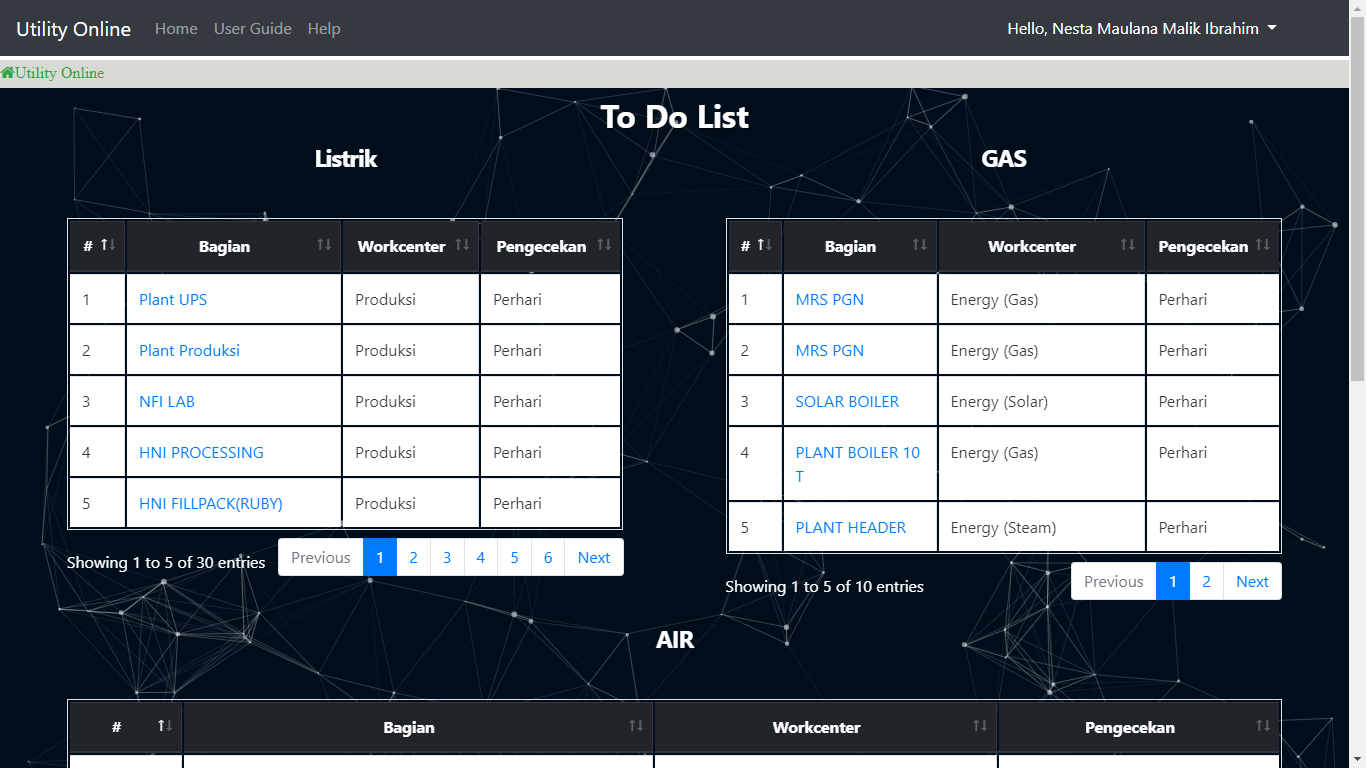 Utility Online Home User Guide Help Hello, Nesta Maulana Malik Ibrahim
Utility Online
To Do List
Listrik
# Bagian Workcenter Pengecekan
1 Plant UPS Produksi Perhari
2 Plant Produksi Produksi Perhari
3 NFI LAB Produksi Perhari
4 HNI PROCESSING Produksi Perhari
5 HNI FILLPACK(RUBY) Produksi Perhari
Showing 1 to 5 of 30 entries Previous 1 2 3 4 5 6 Next
GAS
# Bagian Workcenter Pengecekan
1 MRS PGN Energy (Gas) Perhari
2 MRS PGN Energy (Gas) Perhari
3 SOLAR BOILER Energy (Solar) Perhari
4 PLANT BOILER 10 Energy (Gas) Perhari
T
5 PLANT HEADER Energy (Steam) Perhari
Showing 1 to 5 of 10 entries Previous 1 2 Next
AIR
# Bagian Workcenter Pengecekan